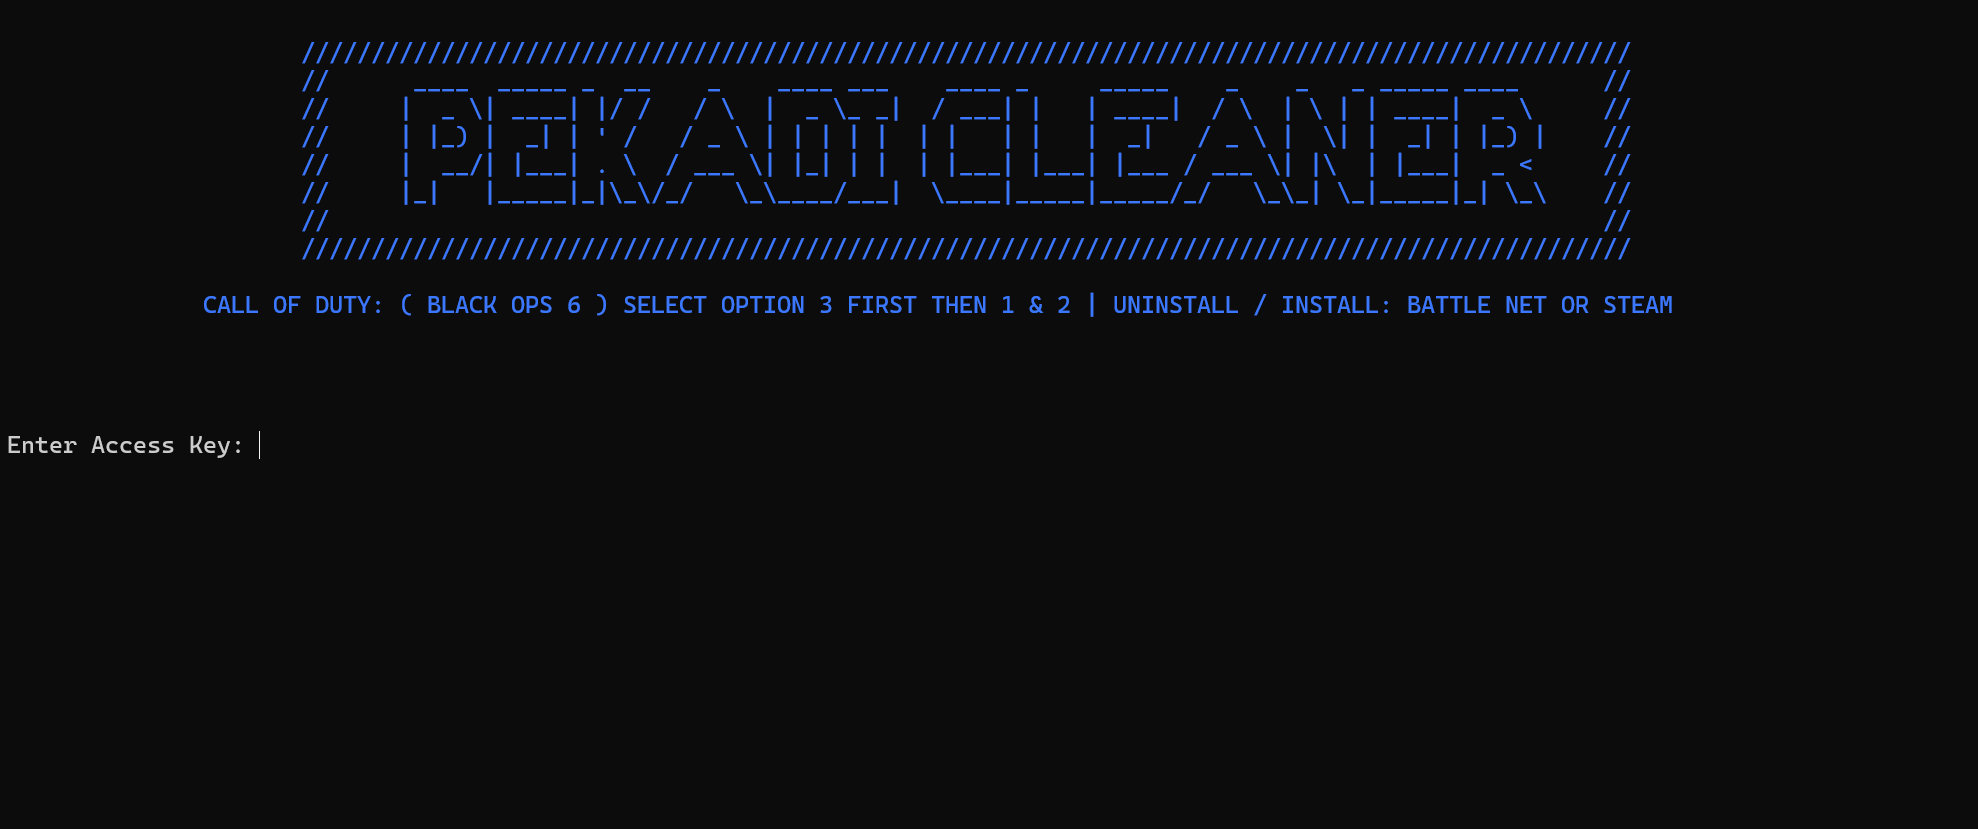 PEKADI CLEANER
CALL OF DUTY: ( BLACK OPS 6 ) SELECT OPTION 3 FIRST THEN 1 & 2 | UNINSTALL / INSTALL: BATTLE NET OR STEAM
Enter Access Key: